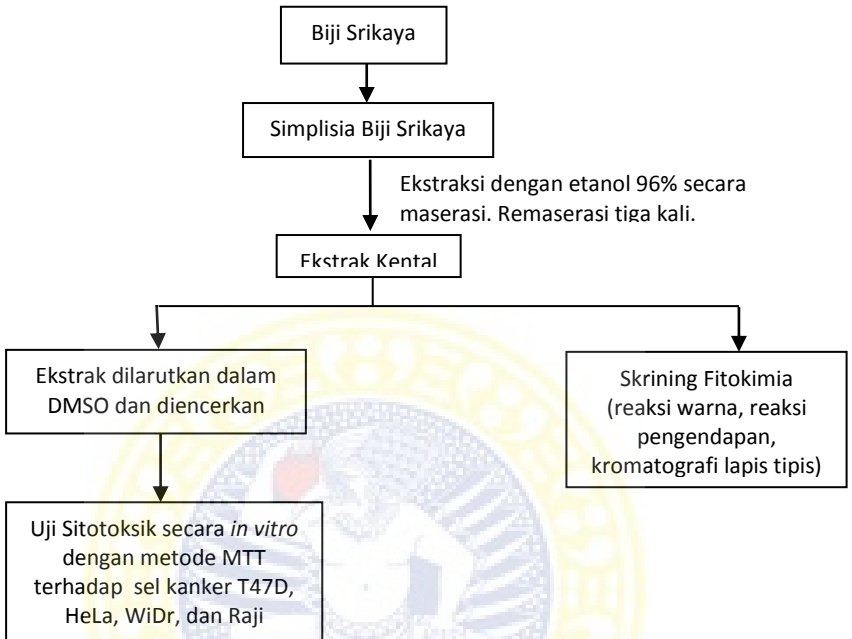 Biji Srikaya
Simplisia Biji Srikaya
Ekstraksi dengan etanol 96% secara
maserasi. Remaserasi tiga kali.
Ekstrak Kental
Ekstrak dilarutkan dalam
DMSO dan diencerkan
Skrining Fitokimia
(reaksi warna, reaksi
pengendapan,
kromatografi lapis tipis)
Uji Sitotoksik secara in vitro
dengan metode MTT
terhadap sel kanker T47D,
HeLa, WiDr, dan Raji